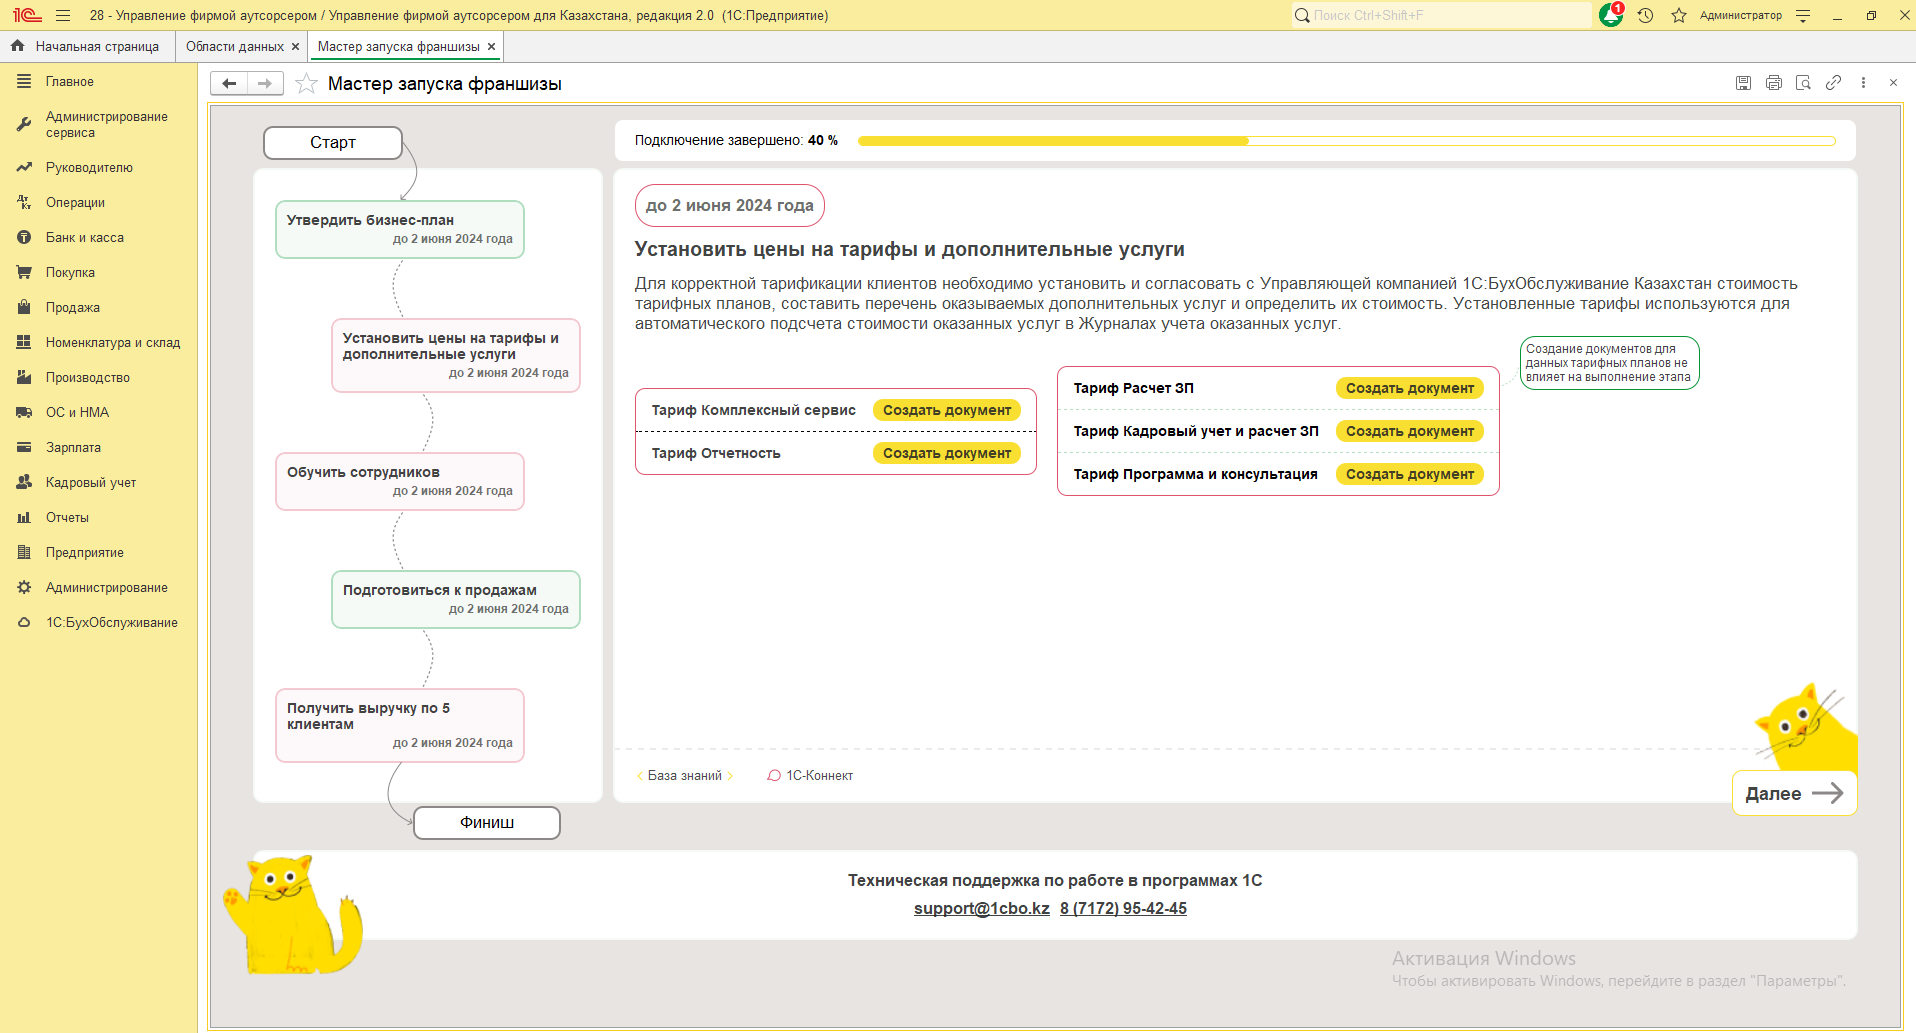 28 - Управление фирмой аутсорсером / Управление фирмой аутсорсером для Казахстана, редакция 2.0 (1С:Предприятие)
Поиск Ctrl+Shift+F
1
Администратор
Начальная страница
Области данных
Мастер запуска франшизы
Главное
Администрирование
сервиса
Руководителю
Операции
Банк и касса
Покупка
Продажа
Номенклатура и склад
Производство
ОС и НМА
Зарплата
Кадровый учет
Отчеты
Предприятие
Администрирование
1С:БухОбслуживание
Мастер запуска франшизы
Старт
Утвердить бизнес-план
до 2 июня 2024 года
Установить цены на тарифы и
дополнительные услуги
до 2 июня 2024 года
Обучить сотрудников
до 2 июня 2024 года
Подготовиться к продажам
до 2 июня 2024 года
Получить выручку по 5
клиентам
до 2 июня 2024 года
Финиш
Подключение завершено: 40 %
до 2 июня 2024 года
Установить цены на тарифы и дополнительные услуги
Для корректной тарификации клиентов необходимо установить и согласовать с Управляющей компанией 1С:БухОбслуживание Казахстан стоимость
тарифных планов, составить перечень оказываемых дополнительных услуг и определить их стоимость. Установленные тарифы используются для
автоматического подсчета стоимости оказанных услуг в Журналах учета оказанных услуг.
Тариф Комплексный сервис Создать документ
Тариф Отчетность Создать документ
Тариф Расчет ЗП Создать документ
Тариф Кадровый учет и расчет ЗП Создать документ
Тариф Программа и консультация Создать документ
Создание документов для
данных тарифных планов не
влияет на выполнение этапа
База знаний
1С-Коннект
Далее
Техническая поддержка по работе в программах 1С
support@1cbo.kz 8 (7172) 95-42-45
Активация Windows
Чтобы активировать Windows, перейдите в раздел "Параметры".